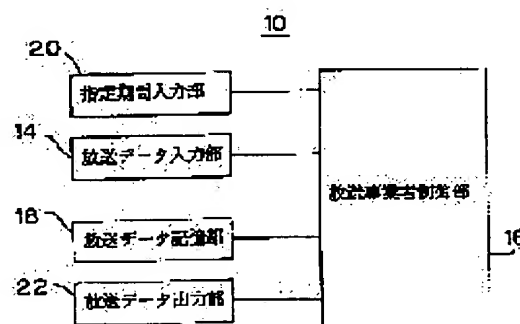 10
20
指定期間入力部
14
放送データ入力部
放送事業者制御部
18
放送データ記憶部
16
22
放送データ出力部